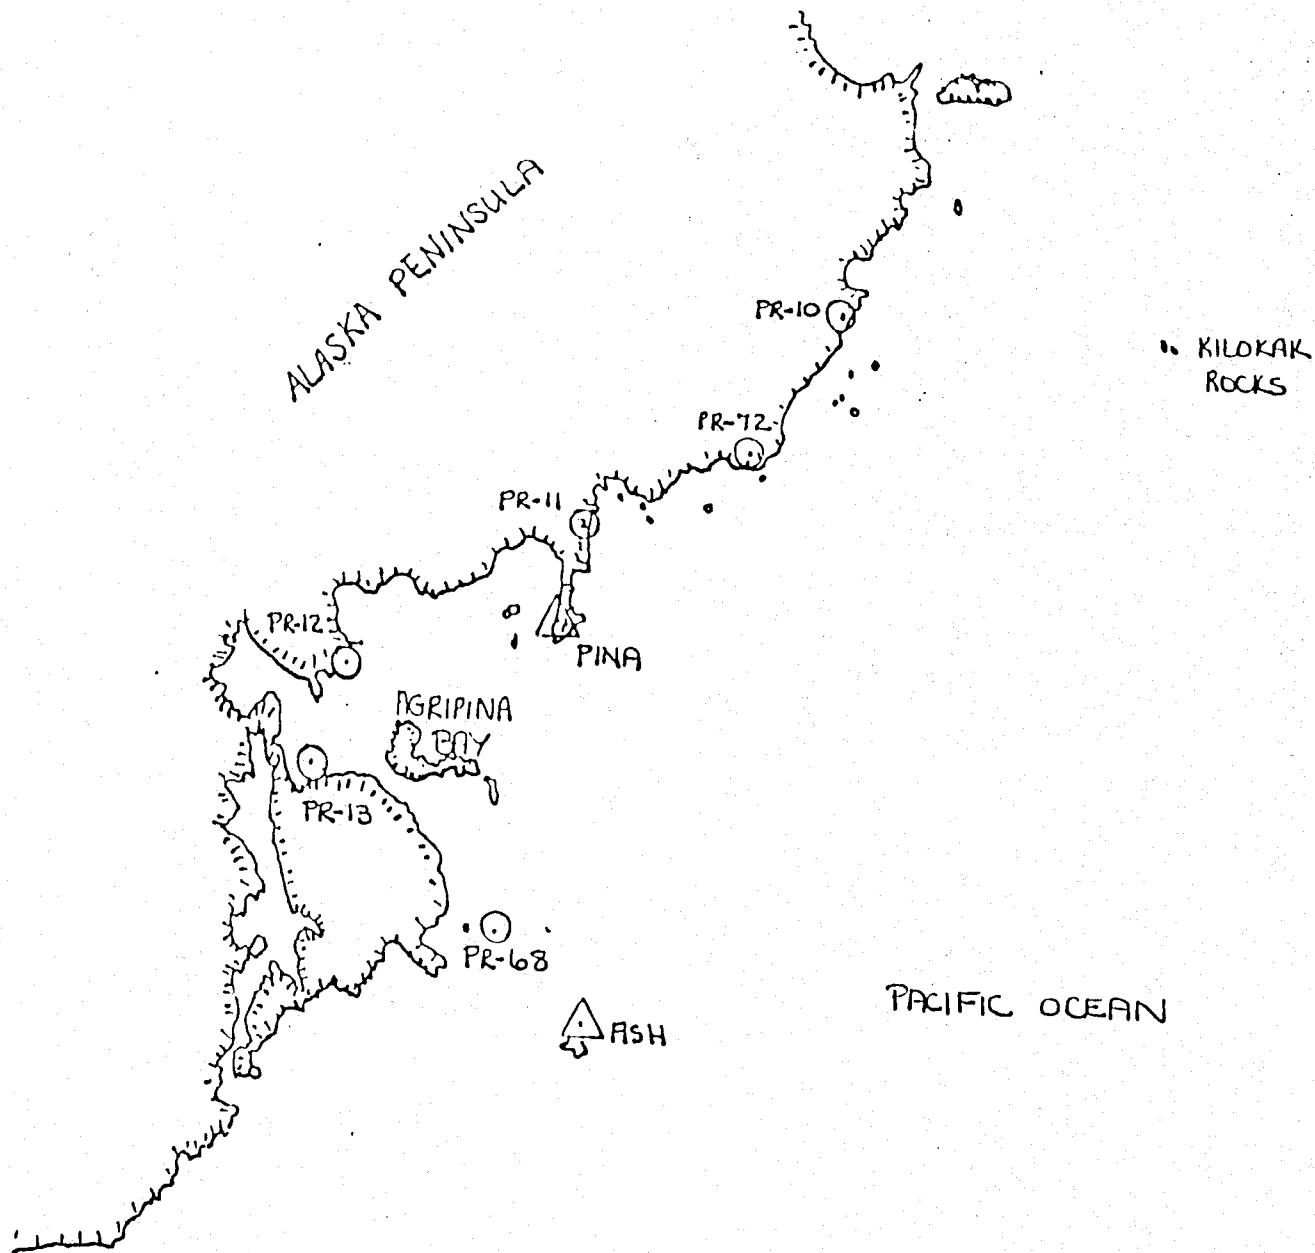 ALASKA PENINSULA
PR-10
KILOKAK
ROCKS
PR-72
PR-11
PR-12
PINA
AGRIPINA
BAY
PR-13
PR-68
PACIFIC OCEAN
ASH